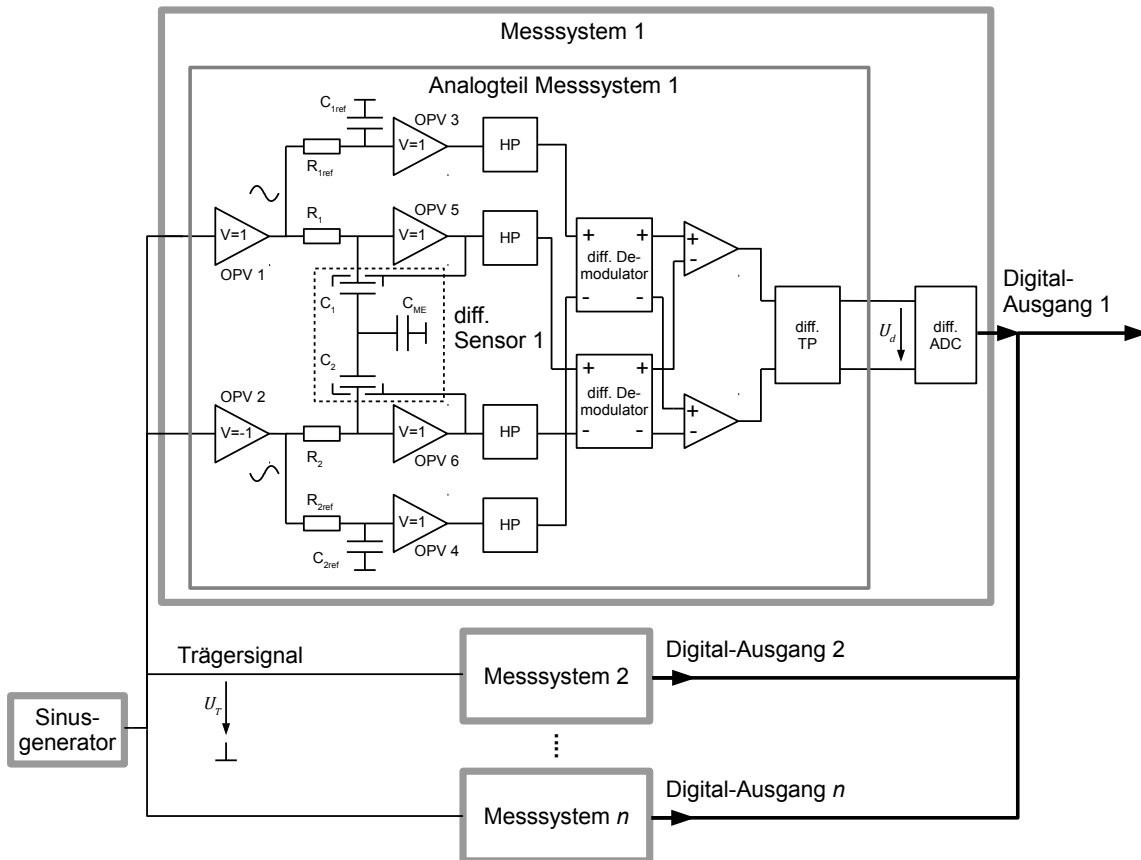 Messsystem 1
Analogteil Messsystem 1
C1ref
OPV 3
V=1
HP
R1ref
R1
OPV 5
V=1
V=1
HP
OPV 1
+ +
diff. De-
modulator
- -
+
-
C1
CME
diff.
Sensor 1
C2
diff.
TP
Ud
diff.
ADC
Digital-
Ausgang 1
+ +
diff. De-
modulator
- -
+
-
OPV 2
V=-1
R2
V=1
OPV 6
HP
R2ref
V=1
OPV 4
HP
C2ref
Trägersignal
UT
Sinus-
generator
Messsystem 2
Digital-Ausgang 2
Messsystem n
Digital-Ausgang n